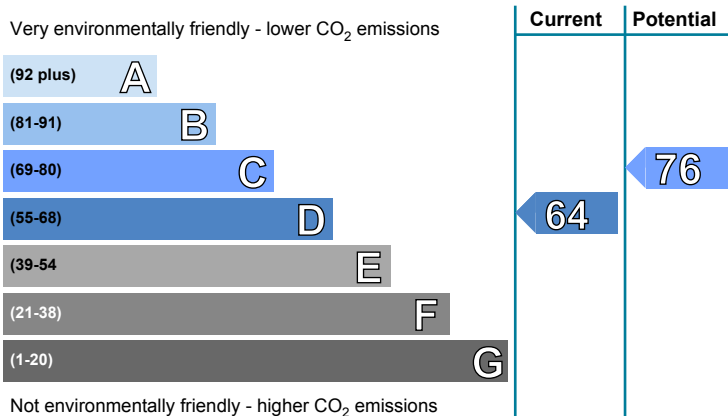 Very environmentally friendly - lower CO2 emissions
Current
Potential
(92 plus) A
(81-91) B
(69-80) C
(55-68) D
(39-54 E
(21-38) F
(1-20) G
64
76
Not environmentally friendly - higher CO2 emissions